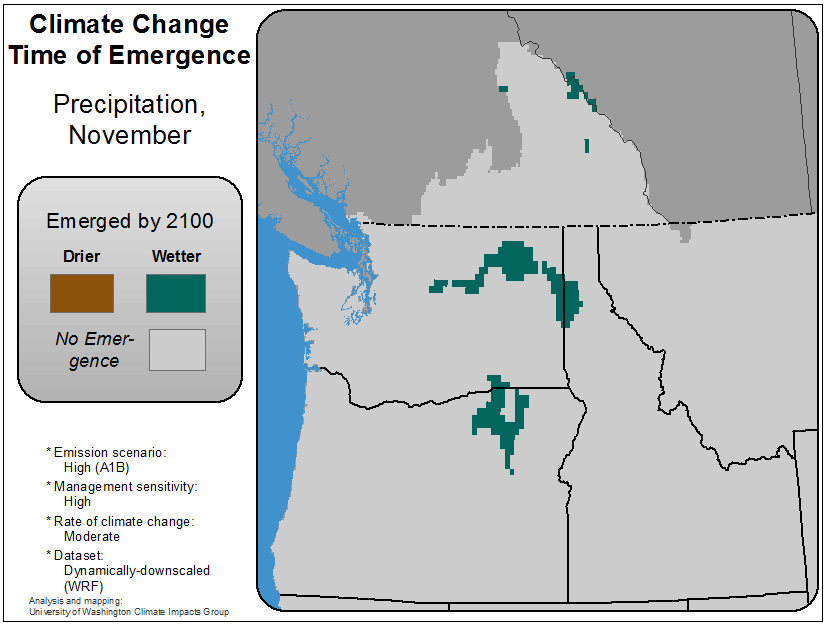 Climate Change
Time of Emergence
Precipitation,
November
Emerged by 2100
Drier
Wetter
No Emer-
gence
* Emission scenario:
High (A1B)
* Management sensitivity:
High
* Rate of climate change:
Moderate
* Dataset:
Dynamically-downscaled
(WRF)
Analysis and mapping:
University of Washington Climate Impacts Group